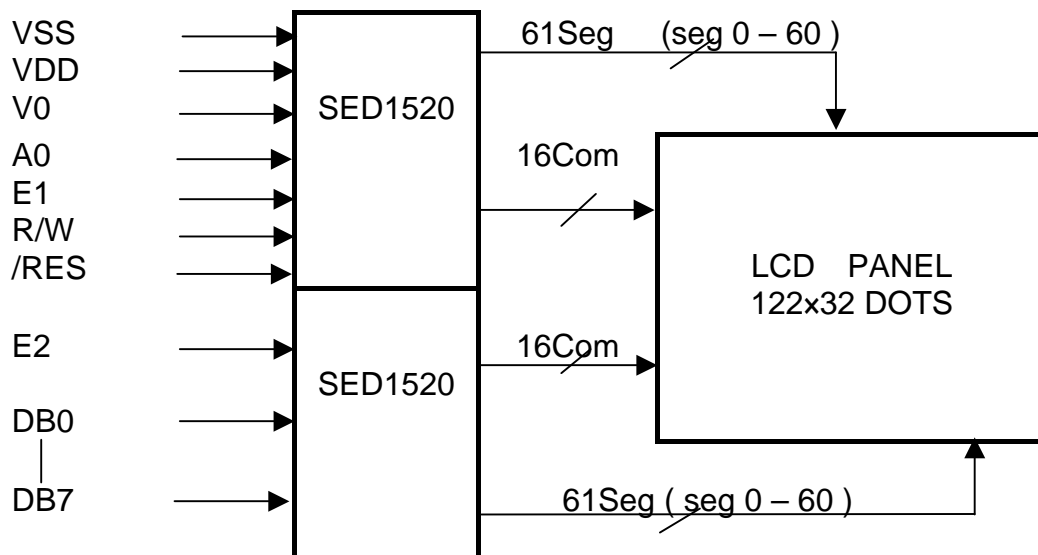 VSS
VDD
V0
A0
E1
R/W
/RES
E2
DB0
DB7
SED1520
SED1520
61Seg (seg 0 – 60 )
16Com
16Com
61Seg ( seg 0 – 60 )
LCD PANEL
122x32 DOTS